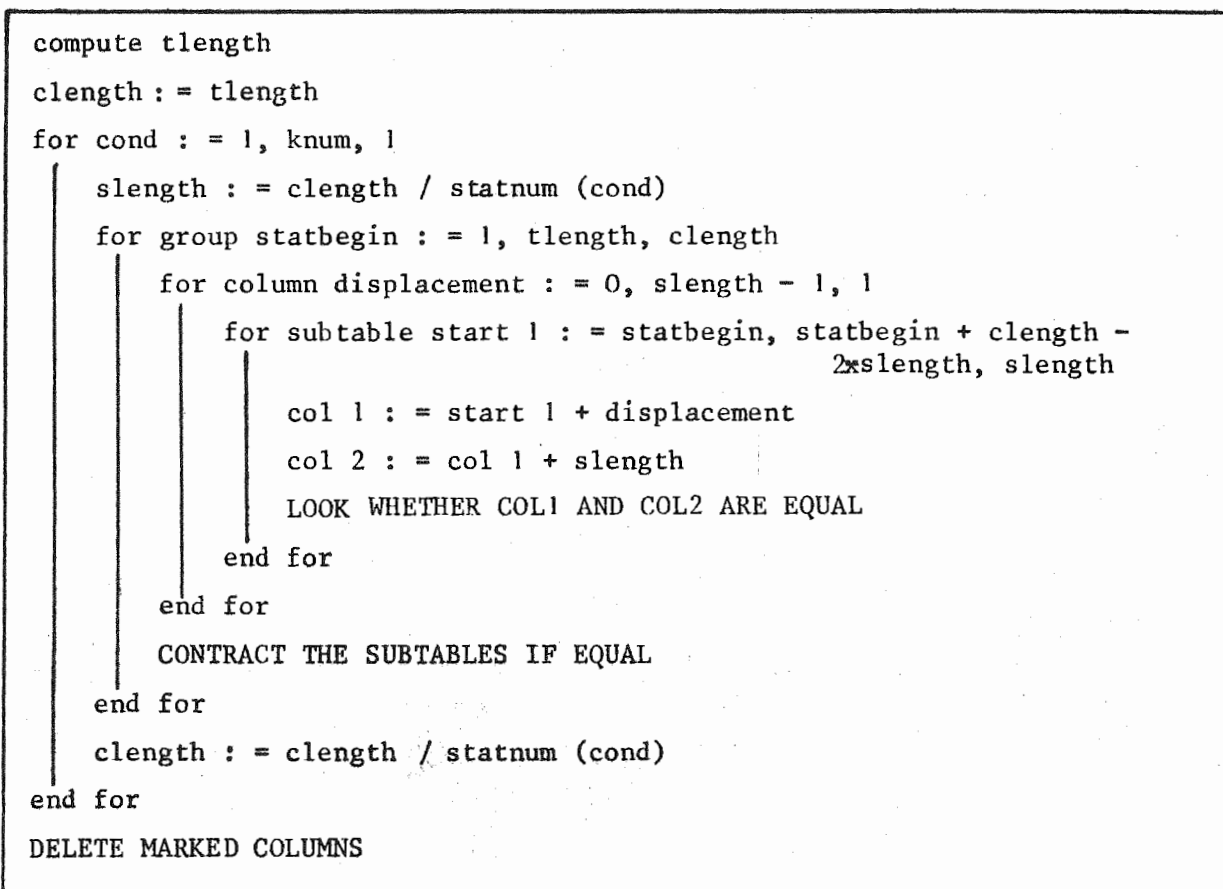 compute tlength
clength : = tlength
for cond : = 1, knum, 1
slength : = clength / statnum (cond)
for group statbegin : = 1, tlength, clength
for column displacement : = 0, slength - 1, 1
for subtable start 1 : = statbegin, statbegin + clength -
2xslength, slength
col 1 : = start 1 + displacement
col 2 : = col 1 + slength
LOOK WHETHER COL1 AND COL2 ARE EQUAL
end for
end for
CONTRACT THE SUBTABLES IF EQUAL
end for
clength : = clength / statnum (cond)
end for
DELETE MARKED COLUMNS